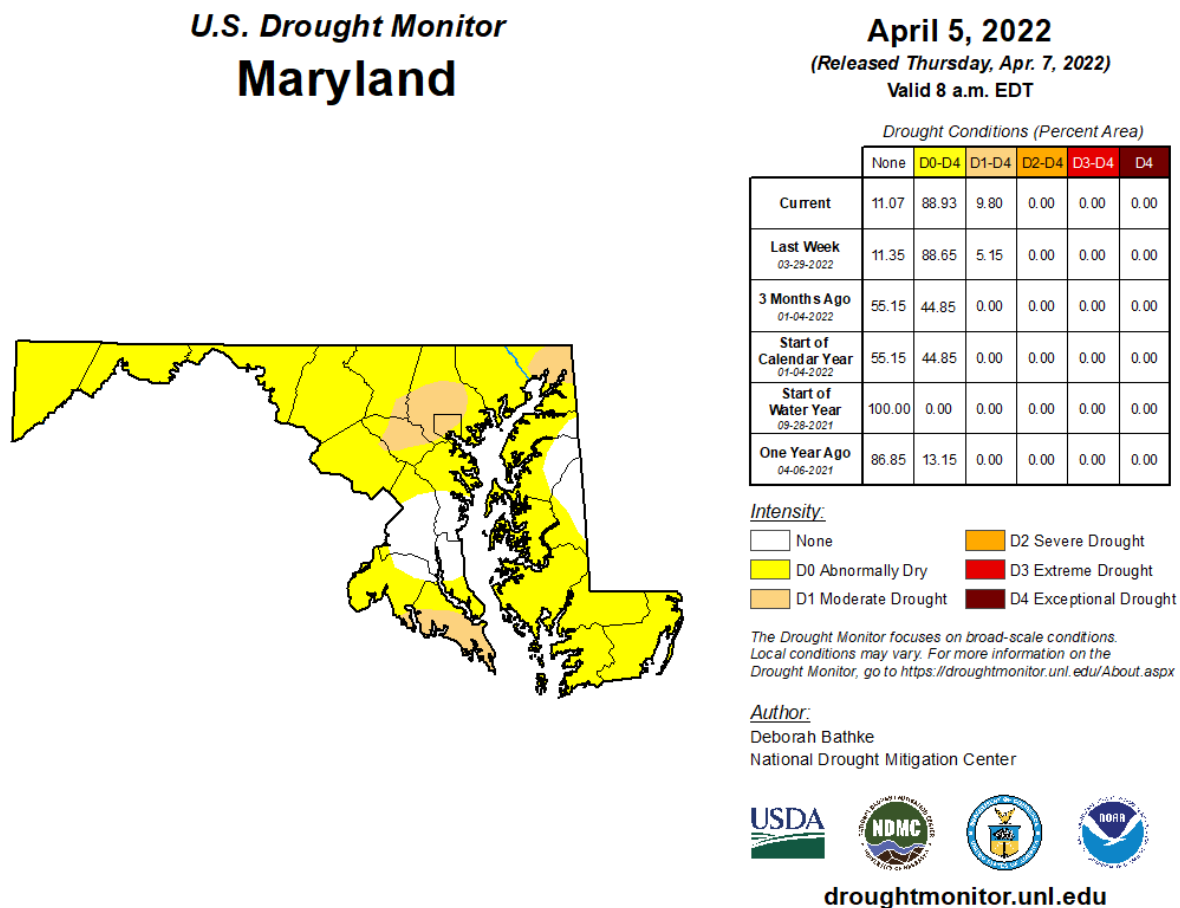 U.S. Drought Monitor
Maryland
April 5, 2022
(Released Thursday, Apr. 7, 2022)
Valid 8 a.m. EDT
Drought Conditions (Percent Area)
None D0-D4 D1-D4 D2-D4 D3-D4 D4
Current 11.07 88.93 9.80 0.00 0.00 0.00
Last Week
03-29-2022
11.35 88.65 5.15 0.00 0.00 0.00
3 Months Ago
01-04-2022
55.15 44.85 0.00 0.00 0.00 0.00
Start of
Calendar Year
01-04-2022
55.15 44.85 0.00 0.00 0.00 0.00
Start of
Water Year
09-28-2021
100.00 0.00 0.00 0.00 0.00 0.00
One Year Ago
04-06-2021
86.85 13.15 0.00 0.00 0.00 0.00
Intensity:
None
D0 Abnormally Dry
D1 Moderate Drought
D2 Severe Drought
D3 Extreme Drought
D4 Exceptional Drought
The Drought Monitor focuses on broad-scale conditions.
Local conditions may vary. For more information on the
Drought Monitor, go to https://droughtmonitor.unl.edu/About.aspx
Author:
Deborah Bathke
National Drought Mitigation Center
USDA
NDMC
NOAA
droughtmonitor.unl.edu